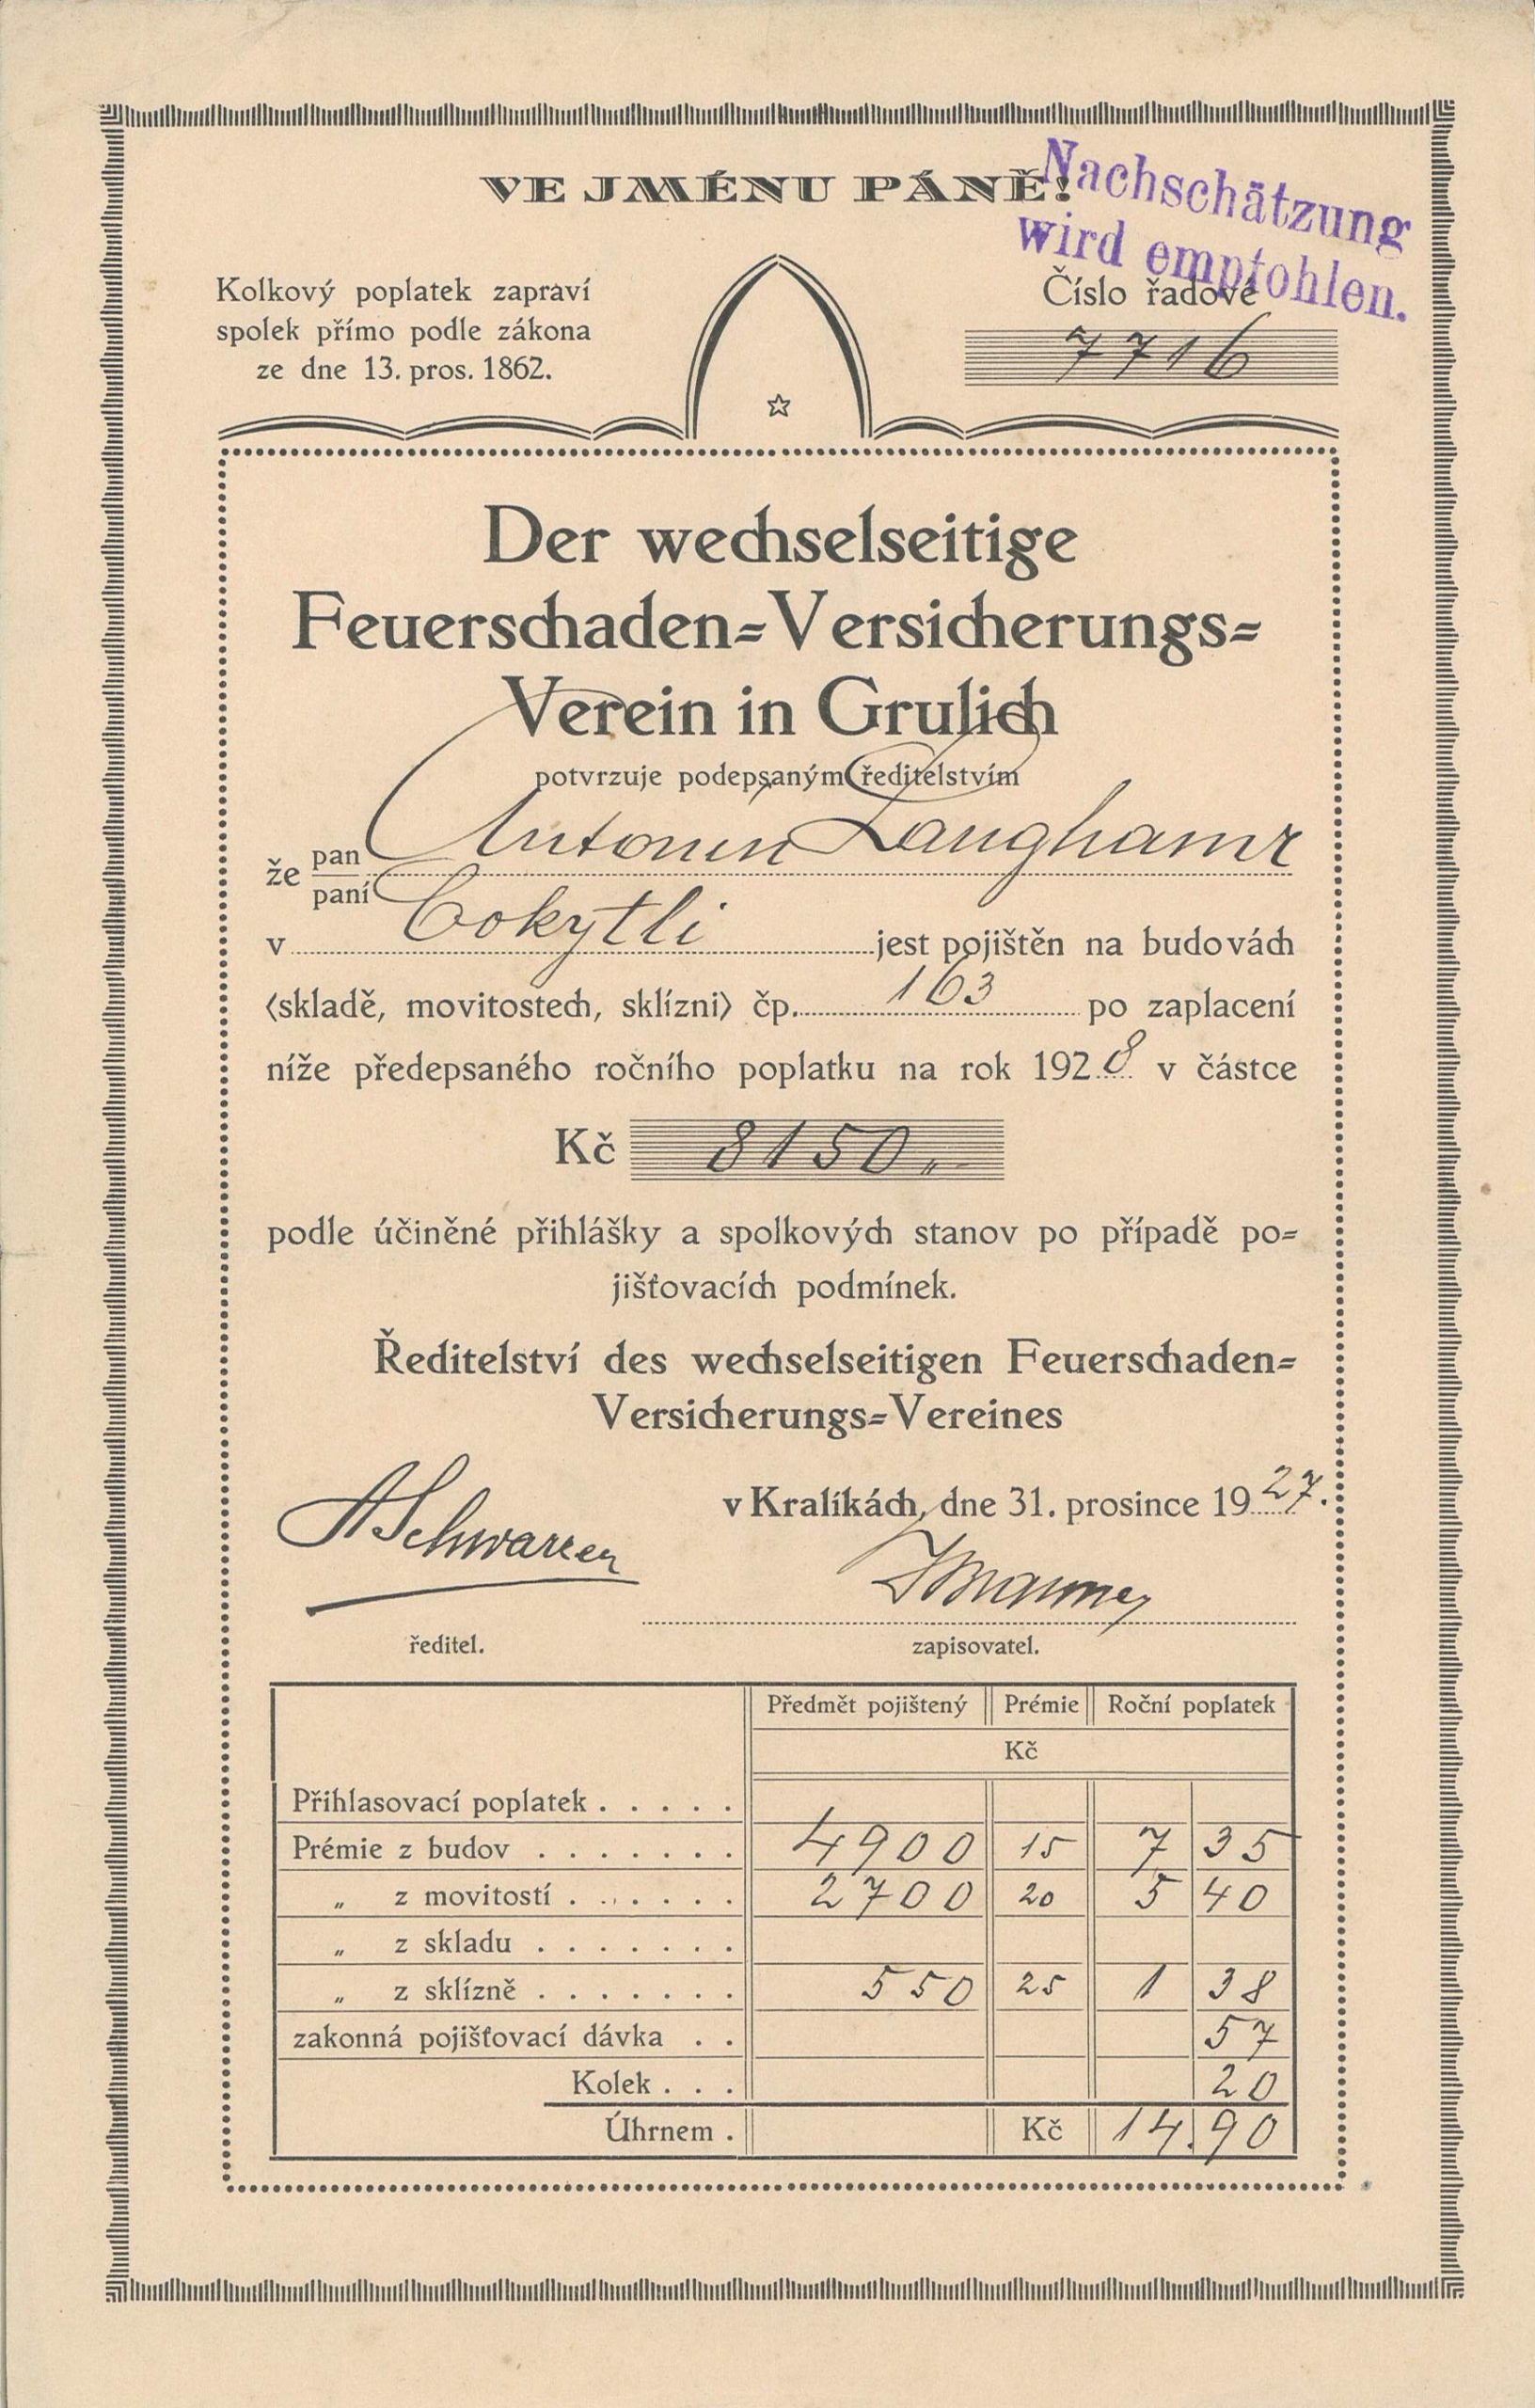 VE JMÉNU PÁNĚ!
Nachschätzung
wird empfohlen.
Kolkový poplatek zapraví
spolek přímo podle zákona
ze dne 13. pros. 1862.
Číslo řadové
7716
Der wechselseitige
Feuerschaden=Versicherungs=
Verein in Grulich
potvrzuje podepsaným ředitelstvím
že pan
paní
Antonín Langhamr
v Cokytli jest pojištěn na budovách
(skladě, movitostech, sklízni) čp. 163 po zaplacení
níže předepsaného ročního poplatku na rok 1928 v částce
Kč 8150.„
podle účiněné přihlášky a spolkových stanov po případě po=
jišťovacích podmínek.
Ředitelství des wechselseitigen Feuerschaden=
Versicherungs=Vereines
v Kralíkách, dne 31. prosince 1927.
ředitel. zapisovatel.
Předmět pojištěný Prémie Roční poplatek
Kč
Přihlasovací poplatek . . . . .
Prémie z budov . . . . . . . 4900 15 7 35
„ z movitostí . . . . . . 2700 20 5 40
„ z skladu . . . . . . .
„ z sklízně . . . . . . . 550 25 1 38
zakonná pojišťovací dávka . . 57
Kolek . . . 20
Úhrnem . Kč 14.90